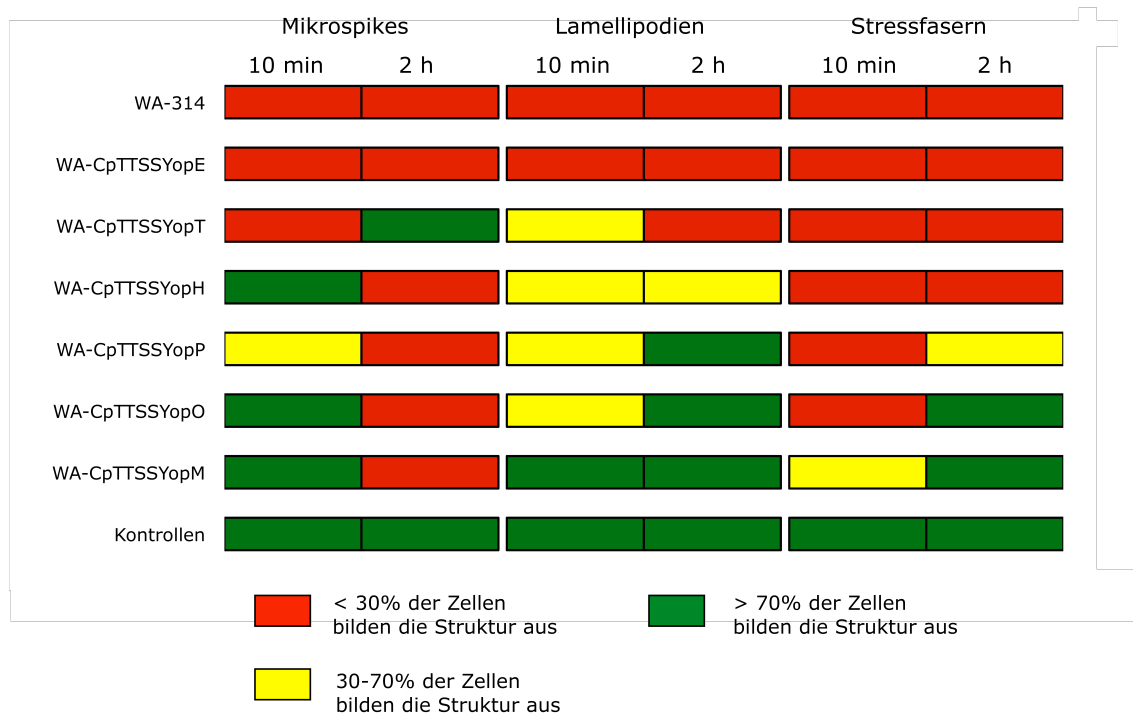 Mikrospikes Lamellipodien Stressfasern
10 min 2 h 10 min 2 h 10 min 2 h
WA-314
WA-CpTTSSYopE
WA-CpTTSSYopT
WA-CpTTSSYopH
WA-CpTTSSYopP
WA-CpTTSSYopO
WA-CpTTSSYopM
Kontrollen
< 30% der Zellen
bilden die Struktur aus
> 70% der Zellen
bilden die Struktur aus
30-70% der Zellen
bilden die Struktur aus